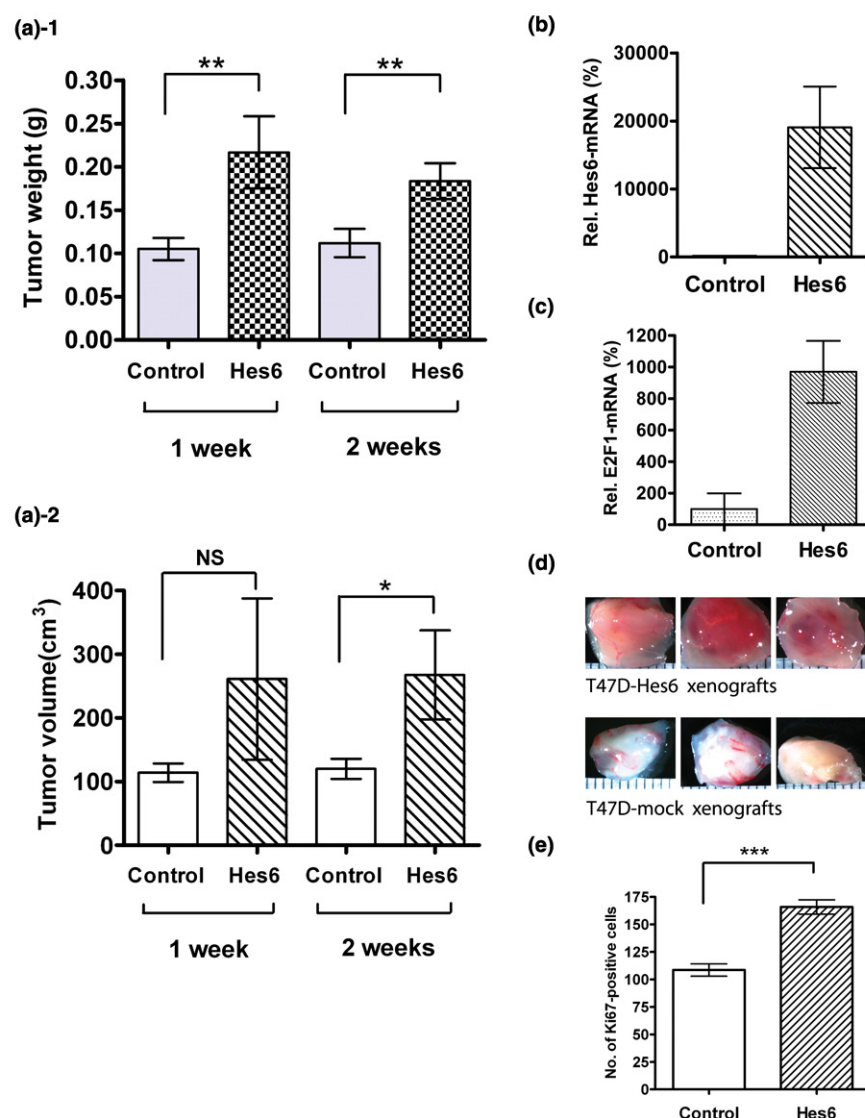 (a)-1
** **
0.30
0.25
0.20
0.15
0.10
0.05
0.00
Tumor weight (g)
Control Hes6 Control Hes6
1 week 2 weeks
(a)-2
NS *
400
300
200
100
0
Tumor volume(cm³)
Control Hes6 Control Hes6
1 week 2 weeks
(b)
30000
20000
10000
0
Rel. Hes6-mRNA (%)
Control Hes6
(c)
1200
1000
800
600
400
200
0
Rel. E2F1-mRNA (%)
Control Hes6
(d)
T47D-Hes6 xenografts
T47D-mock xenografts
(e)
***
175
150
125
100
75
50
25
0
No. of Ki67-positive cells
Control Hes6